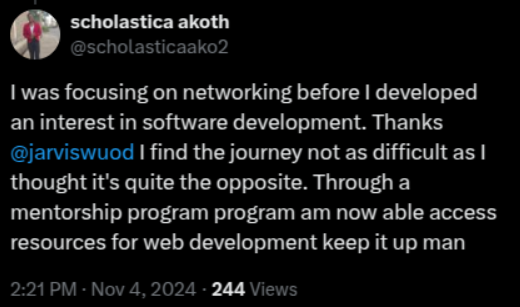 scholastica akoth
@scholasticaako2
I was focusing on networking before I developed
an interest in software development. Thanks
@jarviswuod I find the journey not as difficult as I
thought it's quite the opposite. Through a
mentorship program program am now able access
resources for web development keep it up man
2:21 PM · Nov 4, 2024 · 244 Views